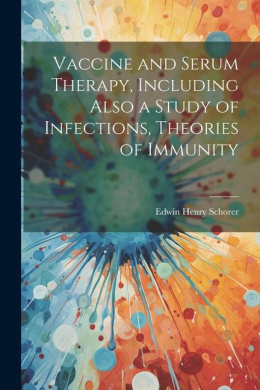 Vaccine and Serum
Therapy, Including
Also a Study of
Infections, Theories
of Immunity
Edwin Henry Schorer